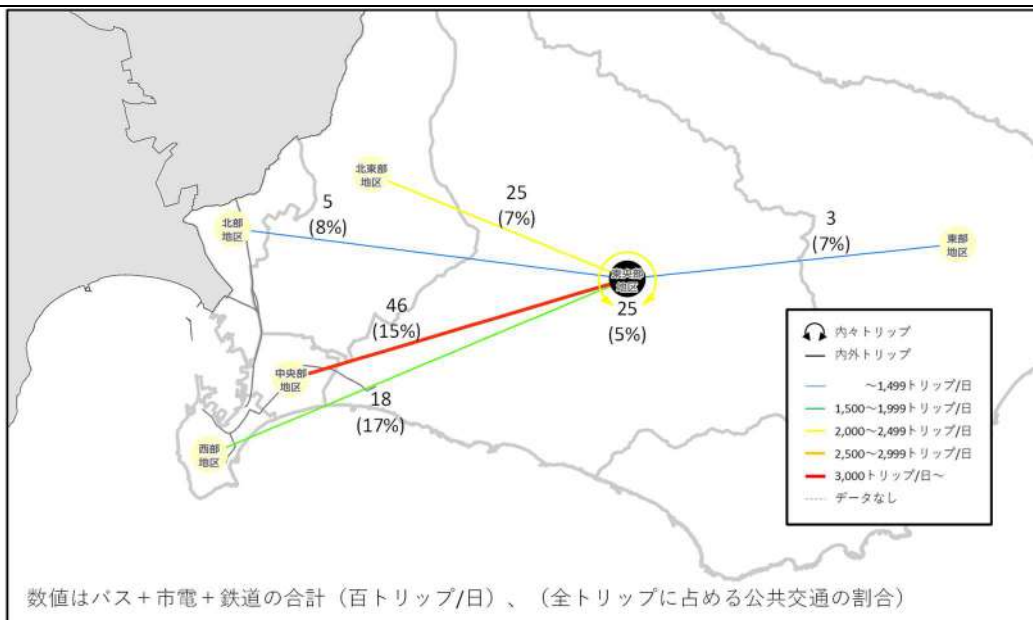 北東部
地区
25
(7%)
5
(8%)
北部
地区
3
(7%)
東部
地区
東央部
地区
25
(5%)
46
(15%)
中央部
地区
18
(17%)
西部
地区
内々トリップ
内外トリップ
～1,499トリップ/日
1,500～1,999トリップ/日
2,000～2,499トリップ/日
2,500～2,999トリップ/日
3,000トリップ/日～
データなし
数値はバス＋市電＋鉄道の合計（百トリップ/日）、（全トリップに占める公共交通の割合）